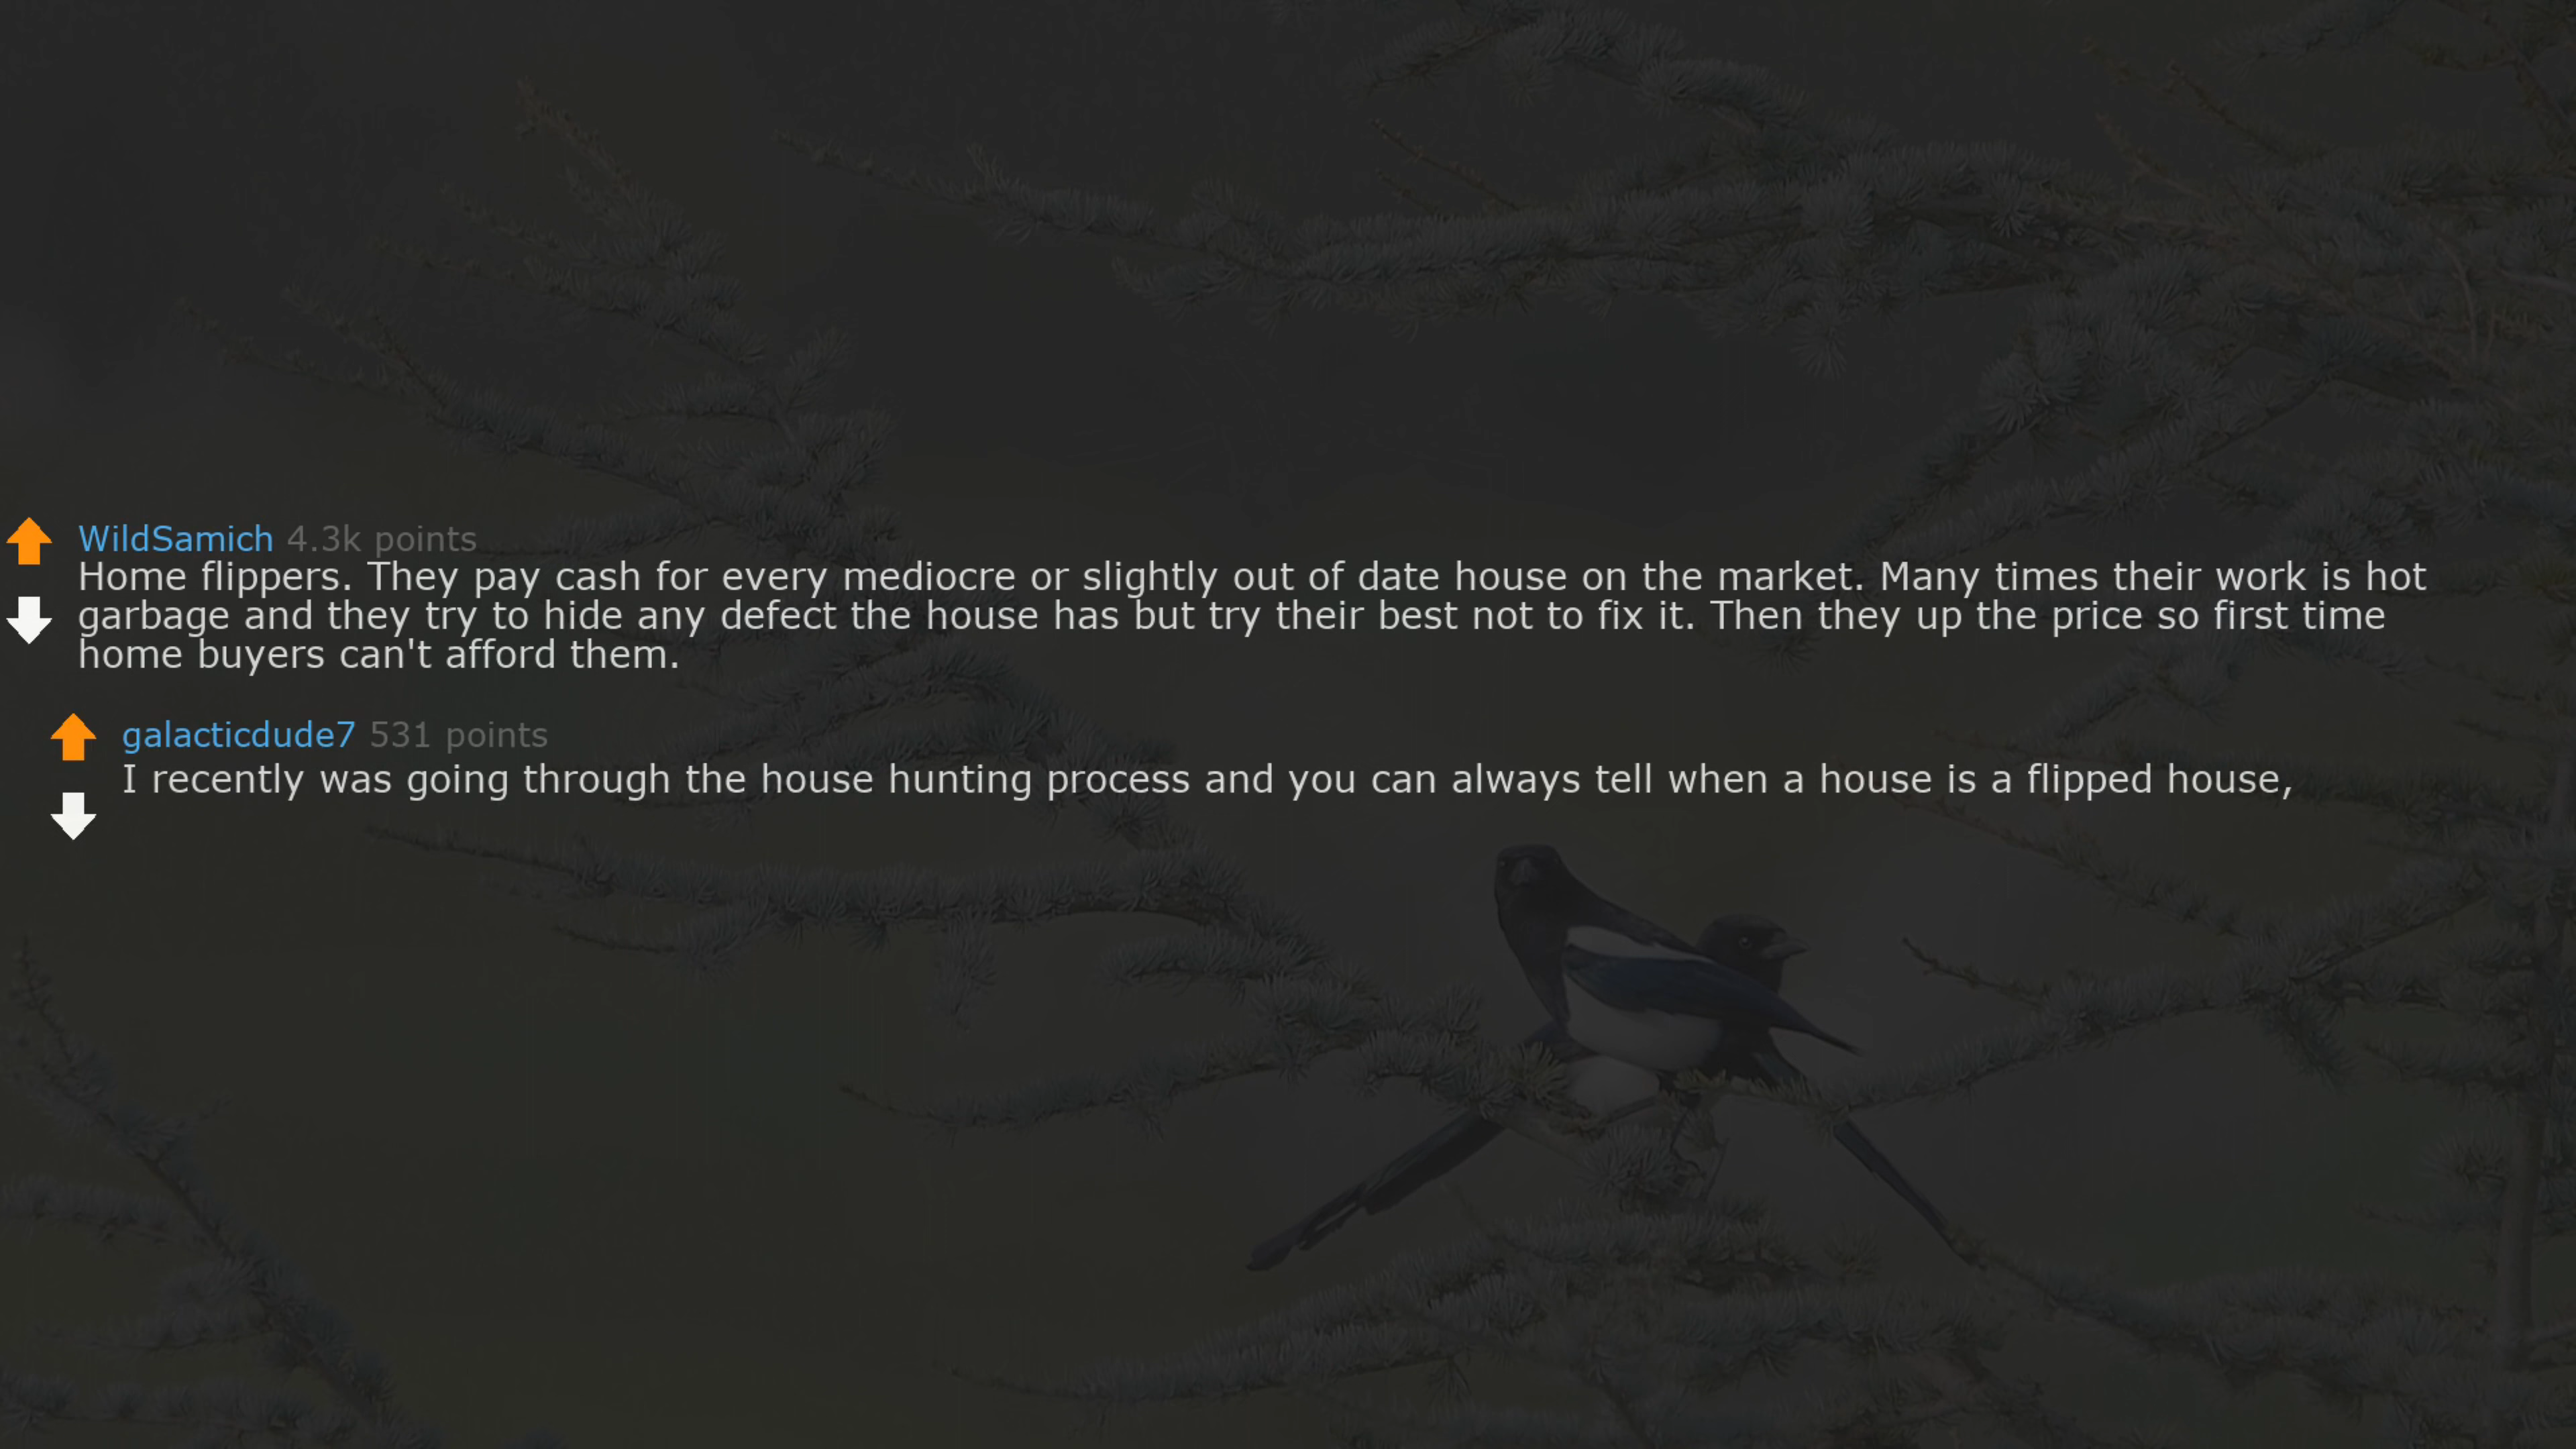 WildSamich 4.3k points
Home flippers. They pay cash for every mediocre or slightly out of date house on the market. Many times their work is hot
garbage and they try to hide any defect the house has but try their best not to fix it. Then they up the price so first time
home buyers can't afford them.
galacticdude7 531 points
I recently was going through the house hunting process and you can always tell when a house is a flipped house,